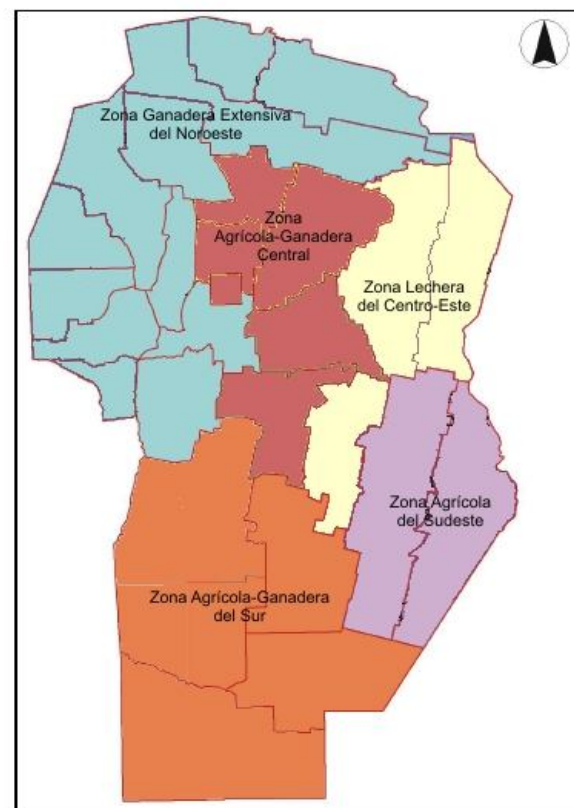 Zona Ganadera Extensiva
del Noroeste
Zona
Agrícola-Ganadera
Central
Zona Lechera
del Centro-Este
Zona Agrícola
del Sudeste
Zona Agrícola-Ganadera
del Sur